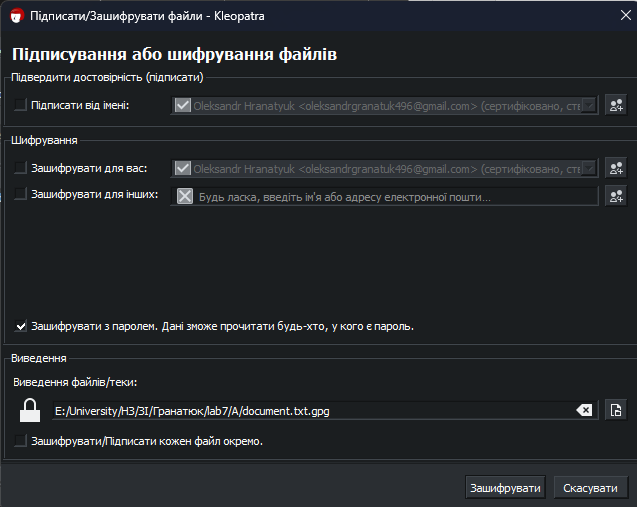 Підписати/Зашифрувати файли - Kleopatra
Підписування або шифрування файлів
Підтвердити достовірність (підписати)
Підписати від імені:
Oleksandr Hranatyuk <oleksandrgranatuk496@gmail.com> (сертифіковано, ств
Шифрування
Зашифрувати для вас:
Oleksandr Hranatyuk <oleksandrgranatuk496@gmail.com> (сертифіковано, ств
Зашифрувати для інших:
Будь ласка, введіть ім'я або адресу електронної пошти...
Зашифрувати з паролем. Дані зможе прочитати будь-хто, у кого є пароль.
Виведення
Виведення файлів/теки:
E:/University/НЗ/ЗІ/Гранатюк/lab7/A/document.txt.gpg
Зашифрувати/Підписати кожен файл окремо.
Зашифрувати
Скасувати